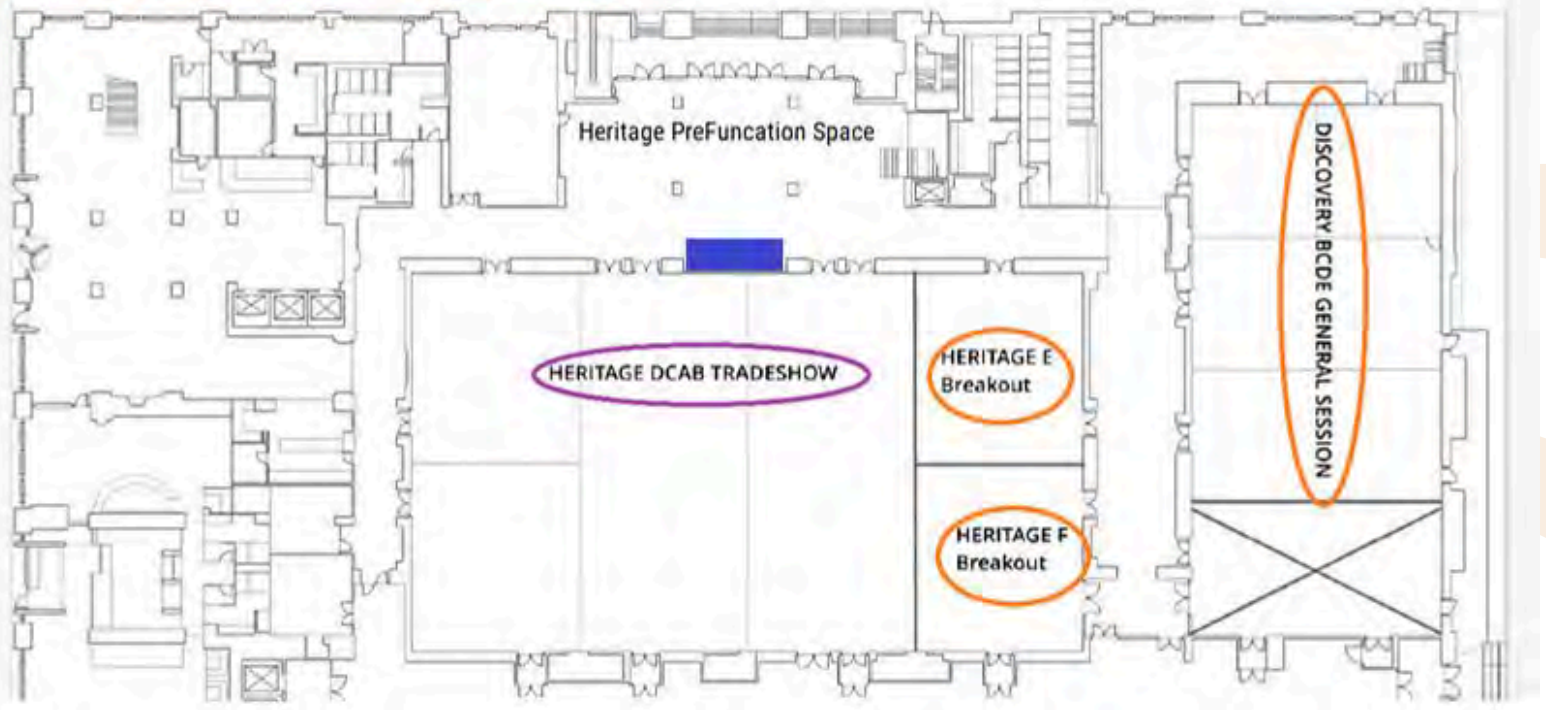 Heritage PreFuncation Space
HERITAGE DCAB TRADESHOW
HERITAGE E
Breakout
HERITAGE F
Breakout
DISCOVERY BCDE GENERAL SESSION